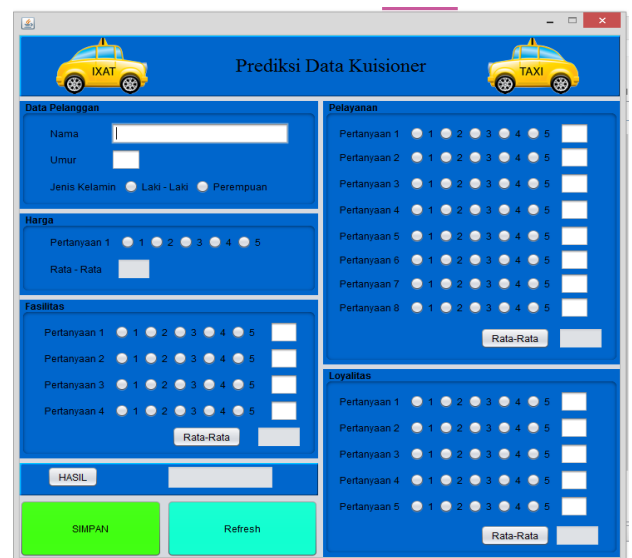 IXAT
Prediksi Data Kuisioner
TAXI
Data Pelanggan
Nama
Umur
Jenis Kelamin Laki - Laki Perempuan
Harga
Pertanyaan 1 1 2 3 4 5
Rata - Rata
Fasilitas
Pertanyaan 1 1 2 3 4 5
Pertanyaan 2 1 2 3 4 5
Pertanyaan 3 1 2 3 4 5
Pertanyaan 4 1 2 3 4 5
Rata-Rata
HASIL
SIMPAN
Refresh
Pelayanan
Pertanyaan 1 1 2 3 4 5
Pertanyaan 2 1 2 3 4 5
Pertanyaan 3 1 2 3 4 5
Pertanyaan 4 1 2 3 4 5
Pertanyaan 5 1 2 3 4 5
Pertanyaan 6 1 2 3 4 5
Pertanyaan 7 1 2 3 4 5
Pertanyaan 8 1 2 3 4 5
Rata-Rata
Loyalitas
Pertanyaan 1 1 2 3 4 5
Pertanyaan 2 1 2 3 4 5
Pertanyaan 3 1 2 3 4 5
Pertanyaan 4 1 2 3 4 5
Pertanyaan 5 1 2 3 4 5
Rata-Rata